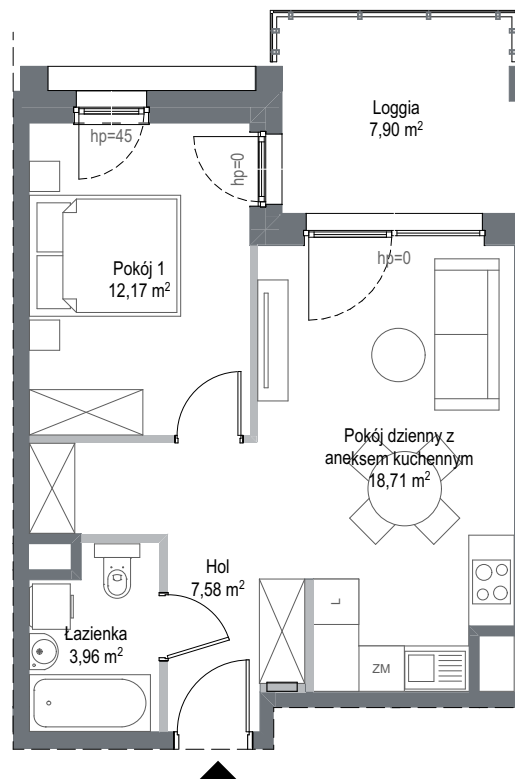 Loggia
7,90 m²
hp=45
hp=0
hp=0
Pokój 1
12,17 m²
Pokój dzienny z
aneksem kuchennym
18,71 m²
Hol
7,58 m²
L
Łazienka
3,96 m²
ZM